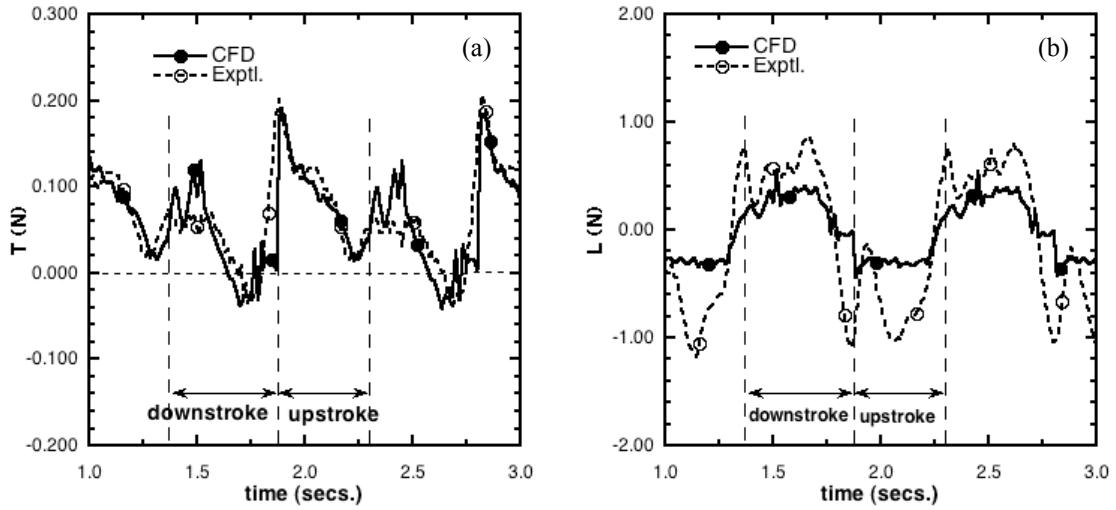 0.300
0.200
0.100
0.000
-0.100
-0.200
T (N)
CFD
Exptl.
(a)
downstroke
upstroke
1.0
1.5
2.0
2.5
3.0
time (secs.)
2.00
1.00
0.00
-1.00
-2.00
L (N)
CFD
Exptl.
(b)
downstroke
upstroke
1.0
1.5
2.0
2.5
3.0
time (secs.)